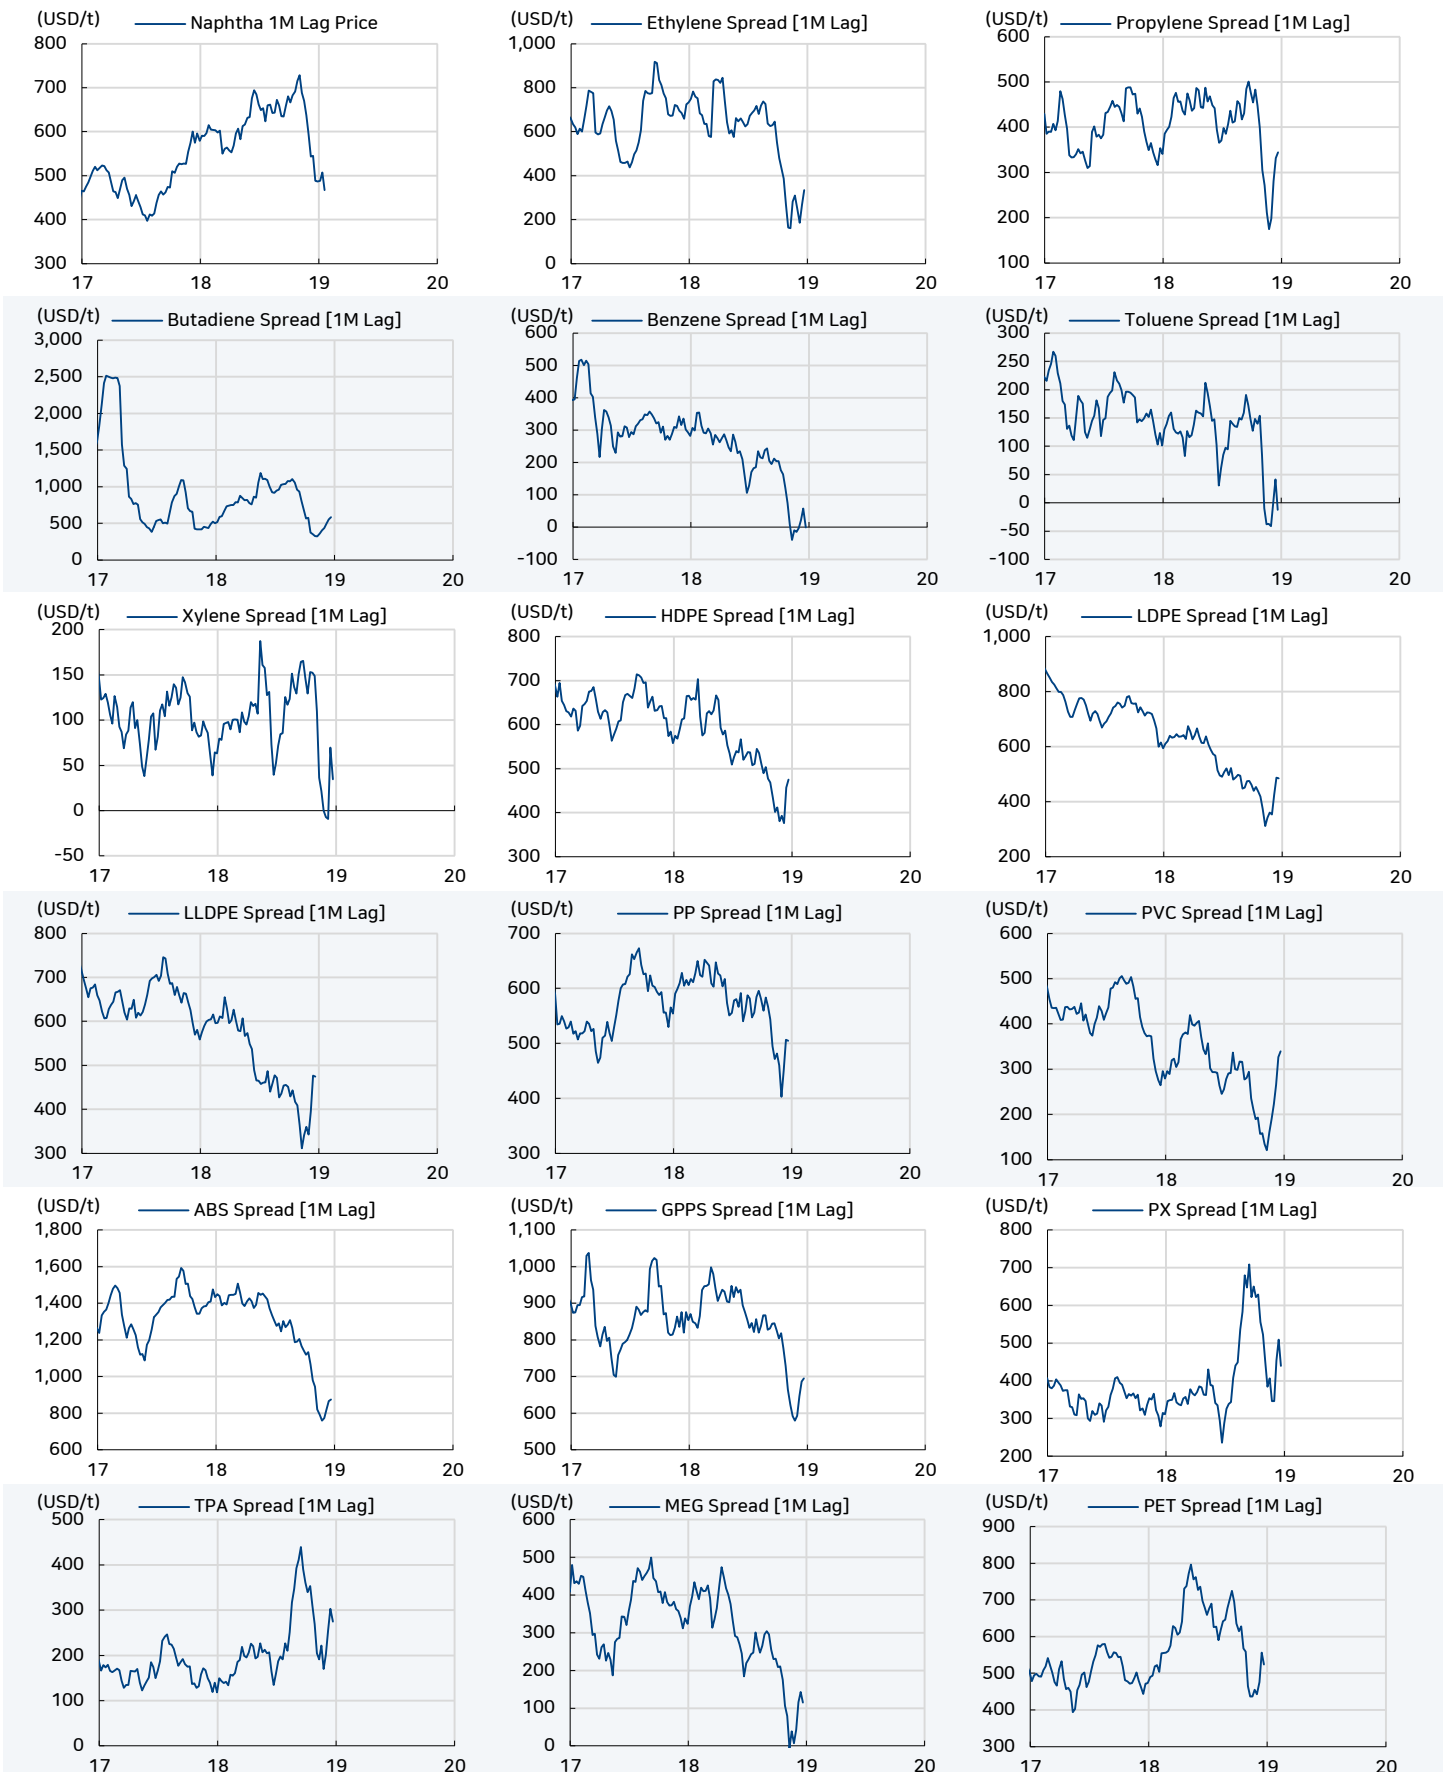 (USD/t)
Naphtha 1M Lag Price
800
700
600
500
400
300
17 18 19 20
(USD/t)
Ethylene Spread [1M Lag]
1,000
800
600
400
200
0
17 18 19 20
(USD/t)
Propylene Spread [1M Lag]
600
500
400
300
200
100
17 18 19 20
(USD/t)
Butadiene Spread [1M Lag]
3,000
2,500
2,000
1,500
1,000
500
0
17 18 19 20
(USD/t)
Benzene Spread [1M Lag]
600
500
400
300
200
100
0
-100
17 18 19 20
(USD/t)
Toluene Spread [1M Lag]
300
250
200
150
100
50
0
-50
-100
17 18 19 20
(USD/t)
Xylene Spread [1M Lag]
200
150
100
50
0
-50
17 18 19 20
(USD/t)
HDPE Spread [1M Lag]
800
700
600
500
400
300
17 18 19 20
(USD/t)
LDPE Spread [1M Lag]
1,000
800
600
400
200
17 18 19 20
(USD/t)
LLDPE Spread [1M Lag]
800
700
600
500
400
300
17 18 19 20
(USD/t)
PP Spread [1M Lag]
700
600
500
400
300
17 18 19 20
(USD/t)
PVC Spread [1M Lag]
600
500
400
300
200
100
17 18 19 20
(USD/t)
ABS Spread [1M Lag]
1,800
1,600
1,400
1,200
1,000
800
600
17 18 19 20
(USD/t)
GPPS Spread [1M Lag]
1,100
1,000
900
800
700
600
500
17 18 19 20
(USD/t)
PX Spread [1M Lag]
800
700
600
500
400
300
200
17 18 19 20
(USD/t)
TPA Spread [1M Lag]
500
400
300
200
100
0
17 18 19 20
(USD/t)
MEG Spread [1M Lag]
600
500
400
300
200
100
0
17 18 19 20
(USD/t)
PET Spread [1M Lag]
900
800
700
600
500
400
300
17 18 19 20